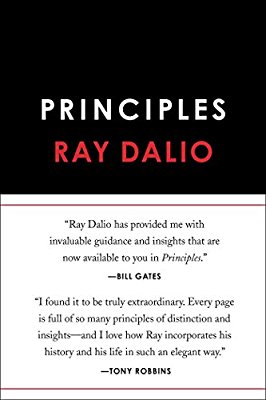 PRINCIPLES
RAY DALIO
“Ray Dalio has provided me with
invaluable guidance and insights that are
now available to you in Principles.”
—BILL GATES
“I found it to be truly extraordinary. Every page
is full of so many principles of distinction and
insights—and I love how Ray incorporates his
history and his life in such an elegant way.”
—TONY ROBBINS